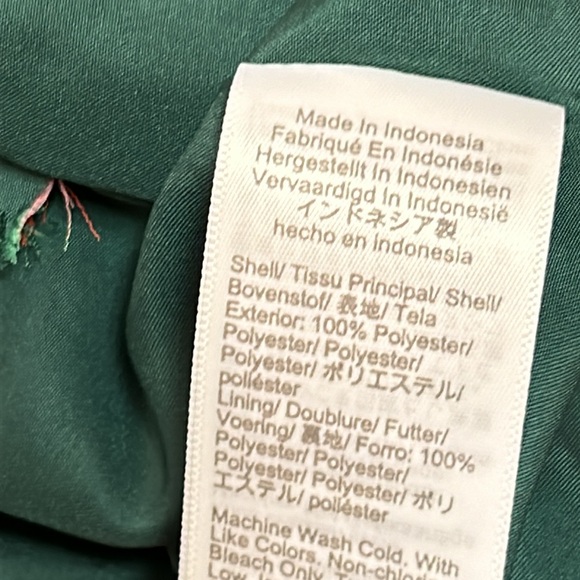 Made In Indonesia
Fabriqué En Indonésie
Hergestellt In Indonesien
Vervaardigd In Indonesië
インドネシア製
hecho en indonesia
Shell/ Tissu Principal/ Shell/
Bovenstof/ 表地/ Tela
Exterior: 100% Polyester/
Polyester/ Polyester/
Polyester/ ポリエステル/
poliéster
Lining/ Doublure/ Futter/
Voering/ 裏地/ Forro: 100%
Polyester/ Polyester/
Polyester/ Polyester/ ポリ
エステル/ poliéster
Machine Wash Cold, With
Like Colors, Non-chlor
Bleach Only
Low